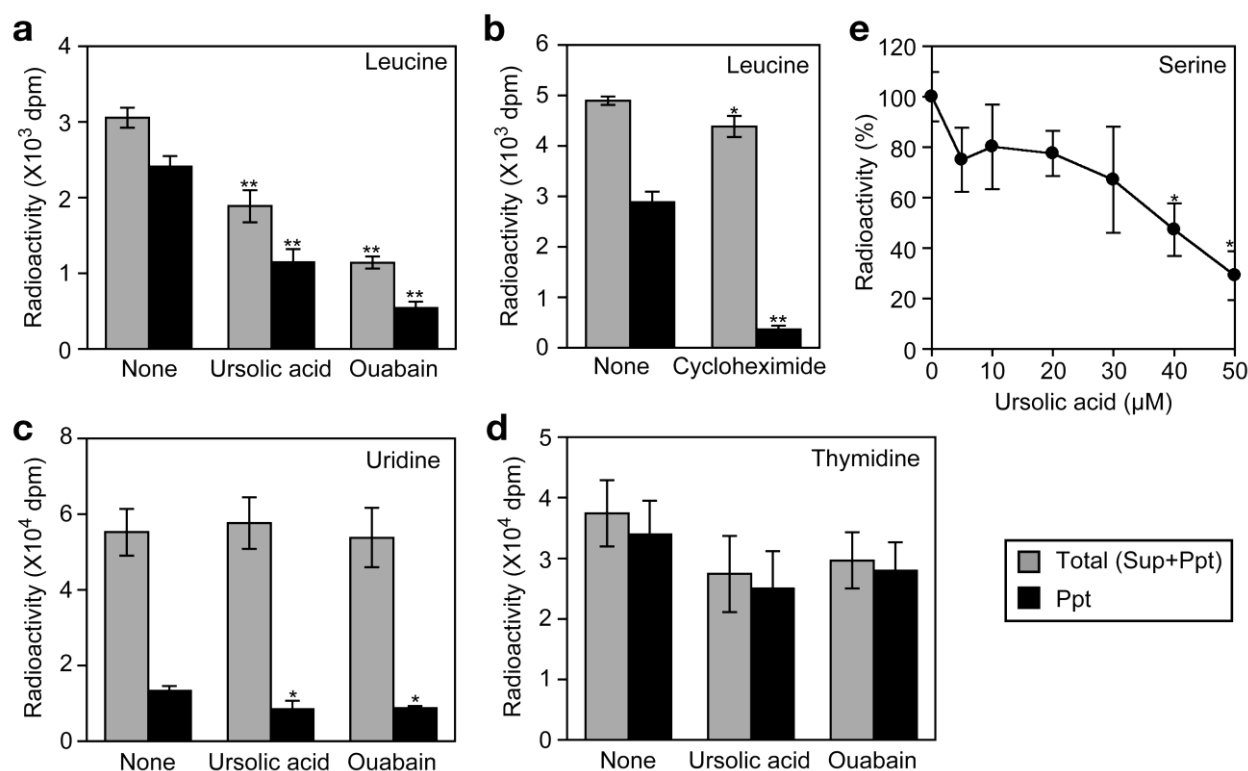 a
Leucine
Radioactivity (X10³ dpm)
4
3
2
1
0
**
**
**
**
None Ursolic acid Ouabain
b
Leucine
Radioactivity (X10³ dpm)
6
5
4
3
2
1
0
*
**
None Cycloheximide
e
Serine
Radioactivity (%)
120
100
80
60
40
20
0
*
*
0 10 20 30 40 50
Ursolic acid (µM)
c
Uridine
Radioactivity (X10⁴ dpm)
8
6
4
2
0
*
*
None Ursolic acid Ouabain
d
Thymidine
Radioactivity (X10⁴ dpm)
5
4
3
2
1
0
None Ursolic acid Ouabain
Total (Sup+Ppt)
Ppt